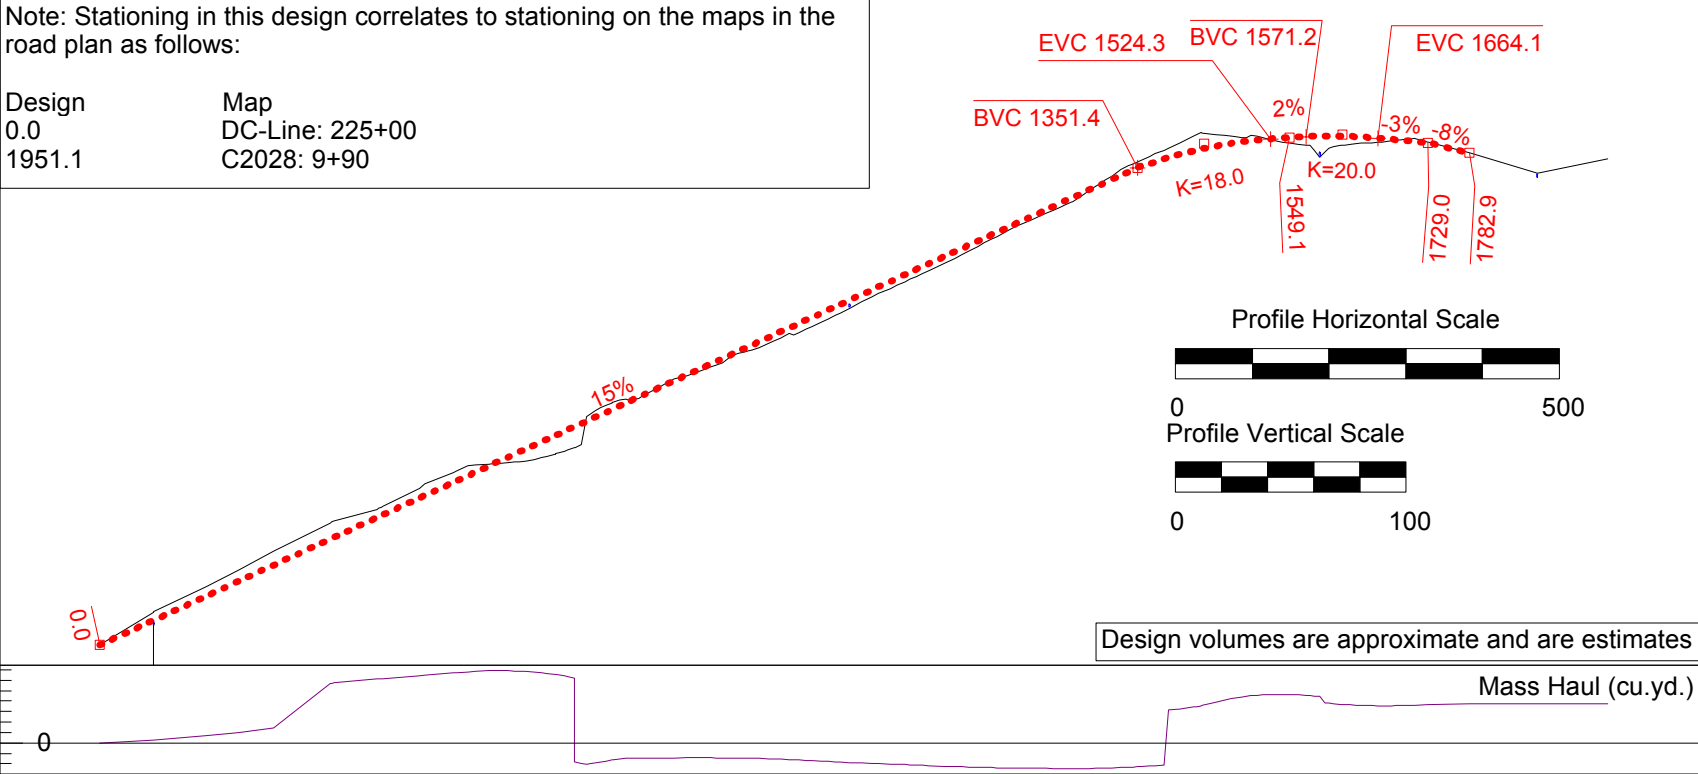 Note: Stationing in this design correlates to stationing on the maps in the
road plan as follows:
Design Map
0.0 DC-Line: 225+00
1951.1 C2028: 9+90
EVC 1524.3
BVC 1571.2
EVC 1664.1
BVC 1351.4
2%
-3%
-8%
K=18.0
K=20.0
1549.1
1729.0
1782.9
15%
0.0
Profile Horizontal Scale
0 500
Profile Vertical Scale
0 100
Design volumes are approximate and are estimates
Mass Haul (cu.yd.)
0